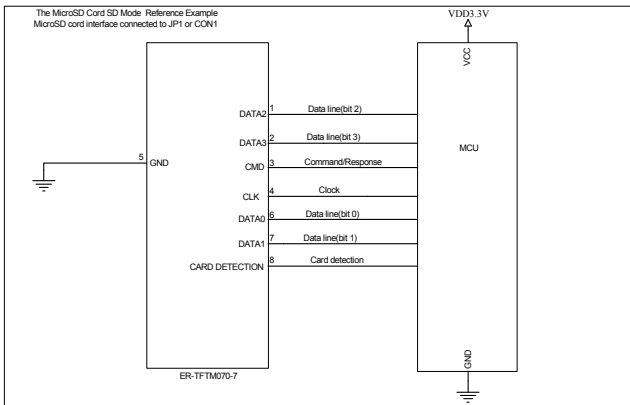 The MicroSD Cord SD Mode Reference Example
MicroSD cord interface connected to JP1 or CON1
VDD3.3V
VCC
DATA2 1 Data line(bit 2)
DATA3 2 Data line(bit 3)
MCU
5 GND
CMD 3 Command/Response
CLK 4 Clock
DATA0 6 Data line(bit 0)
DATA1 7 Data line(bit 1)
CARD DETECTION 8 Card detection
GND
ER-TFTM070-7